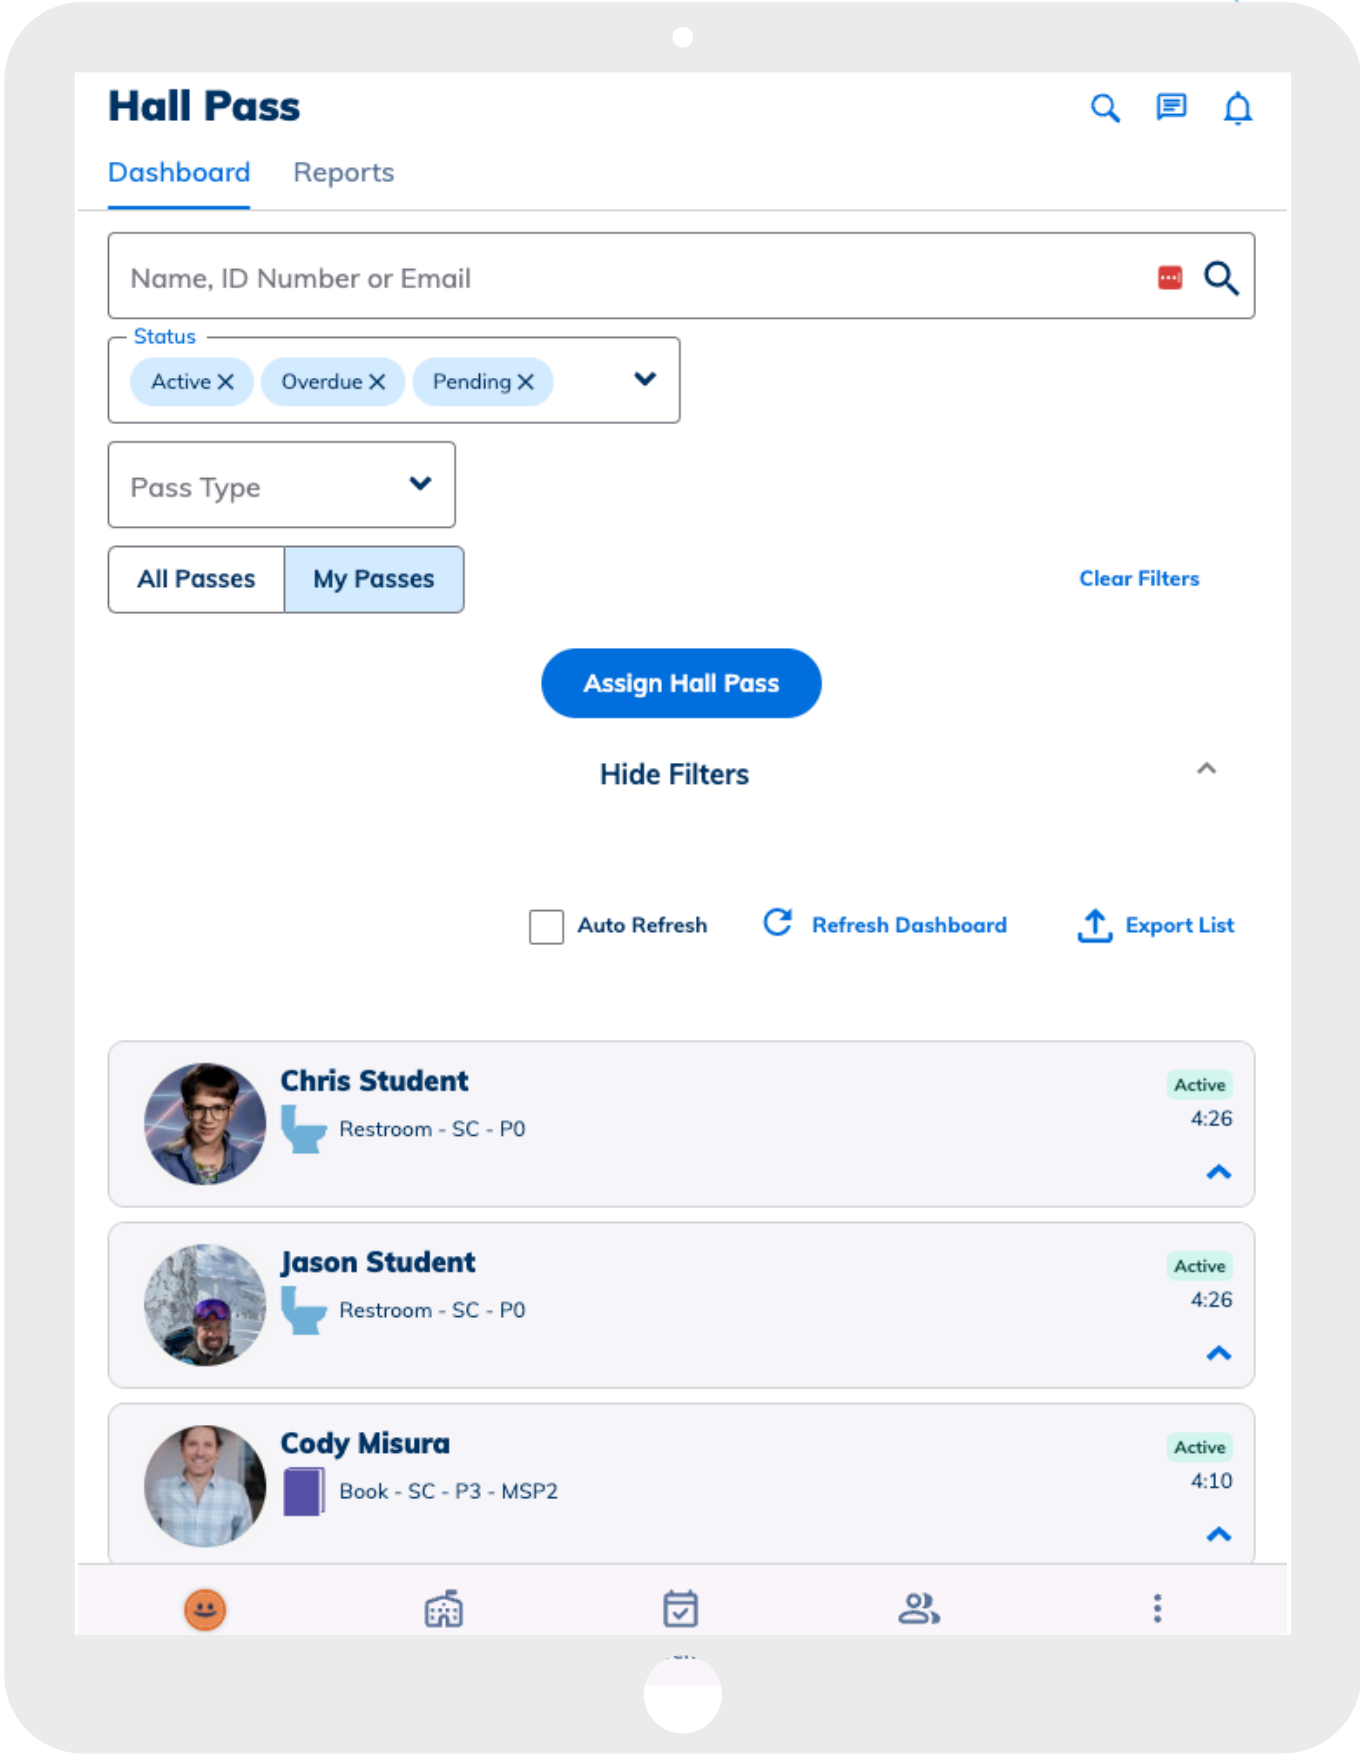 Hall Pass
Dashboard Reports
Name, ID Number or Email
Status
Active Overdue Pending
Pass Type
All Passes My Passes Clear Filters
Assign Hall Pass
Hide Filters
Auto Refresh Refresh Dashboard Export List
Chris Student Active
Restroom - SC - P0 4:26
Jason Student Active
Restroom - SC - P0 4:26
Cody Misura Active
Book - SC - P3 - MSP2 4:10